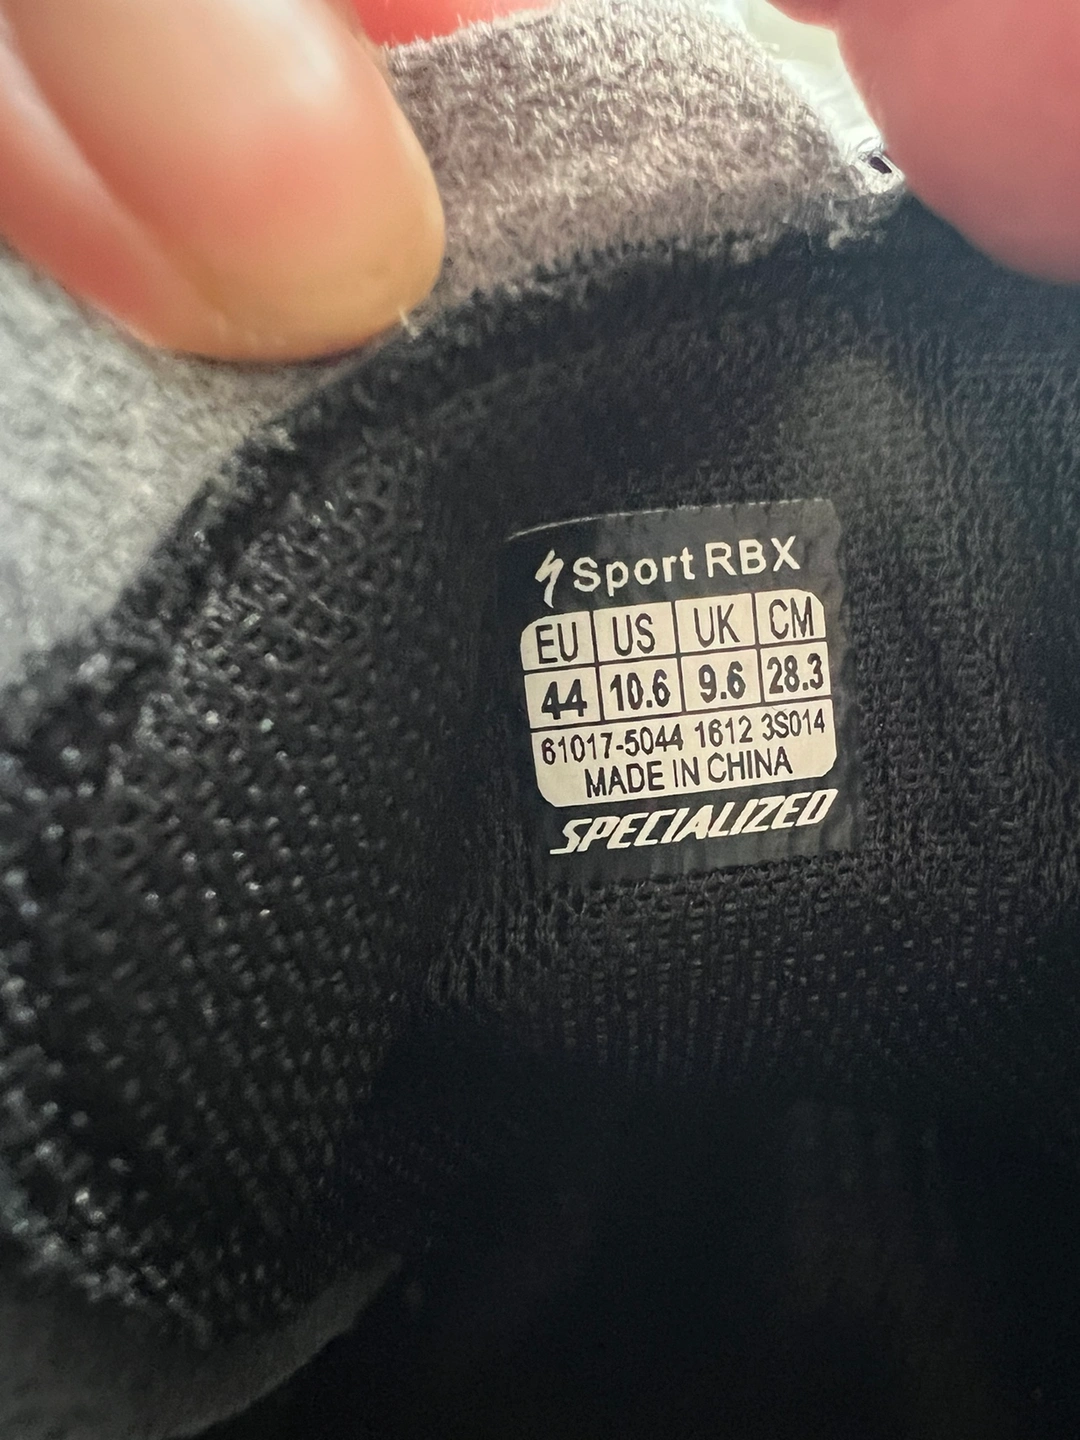 Sport RBX
EU US UK CM
44 10.6 9.6 28.3
61017-5044 1612 3S014
MADE IN CHINA
SPECIALIZED